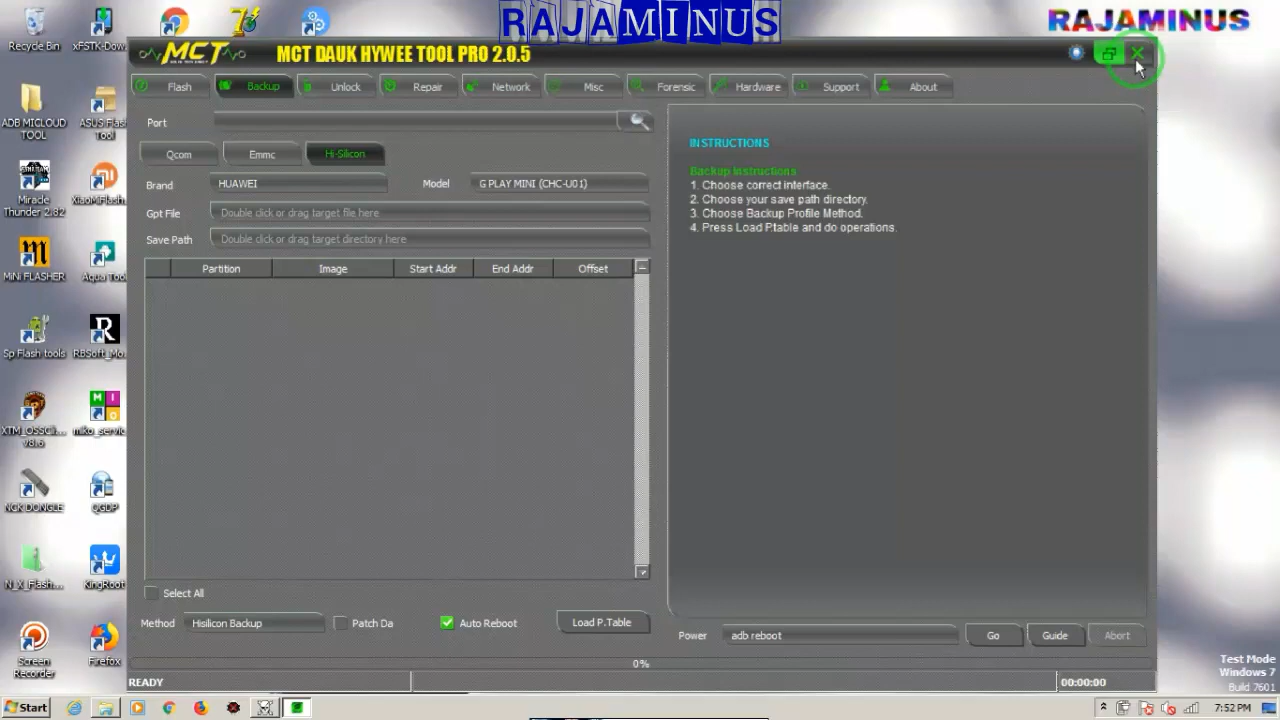 RAJAMINUS
RAJAMINUS
Recycle Bin
xFSTK-Dow...
MCT
MCT DAUK HYWEE TOOL PRO 2.0.5
Flash
Backup
Unlock
Repair
Network
Misc
Forensic
Hardware
Support
About
ADB MICLOUD
TOOL
ASUS Flas
Tool
Port
Qcom
Emmc
Hi-Silicon
INSTRUCTIONS
Backup instructions
1. Choose correct interface.
2. Choose your save path directory.
3. Choose Backup Profile Method.
4. Press Load P.table and do operations.
Brand
HUAWEI
Model
G PLAY MINI (CHC-U01)
Gpt File
Double click or drag target file here
Save Path
Double click or drag target directory here
Miracle
Thunder 2.82
XiaoMiFlash.
Partition
Image
Start Addr
End Addr
Offset
MiNi FLASHER
Aqua Tool
Sp Flash tools
RBSoft_Mo.
XTM_OSSCli...
v8.6
miko_servic
NCK DONGLE
QGDP
N_X_Flash...
KingRoot
Select All
Method
Hisilicon Backup
Patch Da
Auto Reboot
Load P.Table
Power
adb reboot
Go
Guide
Abort
Screen
Recorder
Firefox
0%
READY
00:00:00
Test Mode
Windows 7
Build 7601
Start
7:52 PM